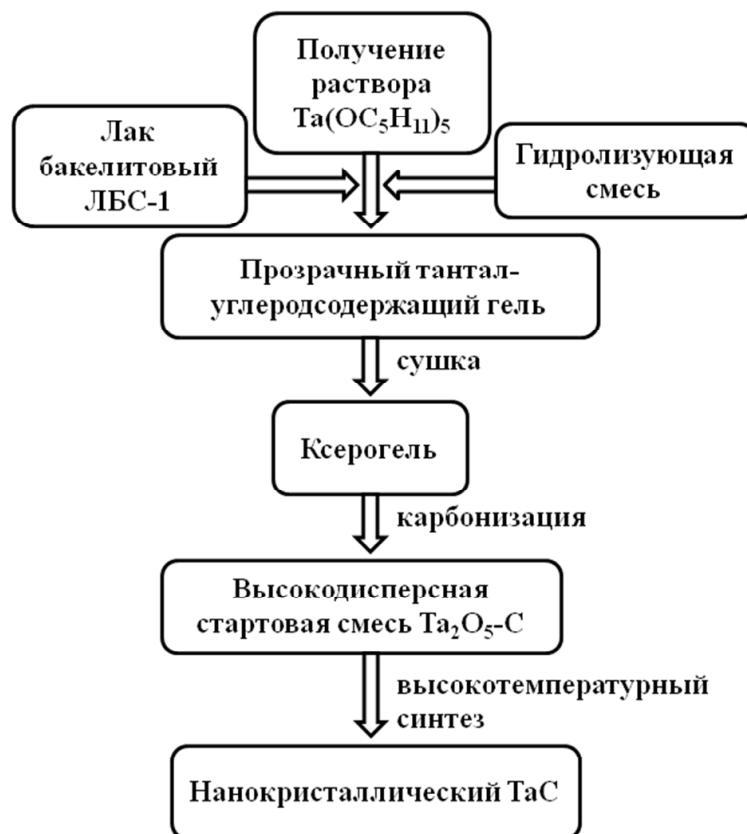 Получение
раствора
Ta(OC₅H₁₁)₅
Лак
бакелитовый
ЛБС-1
Гидролизующая
смесь
Прозрачный тантал-
углеродсодержащий гель
сушка
Ксерогель
карбонизация
Высокодисперсная
стартовая смесь Ta₂O₅-C
высокотемпературный
синтез
Нанокристаллический TaC